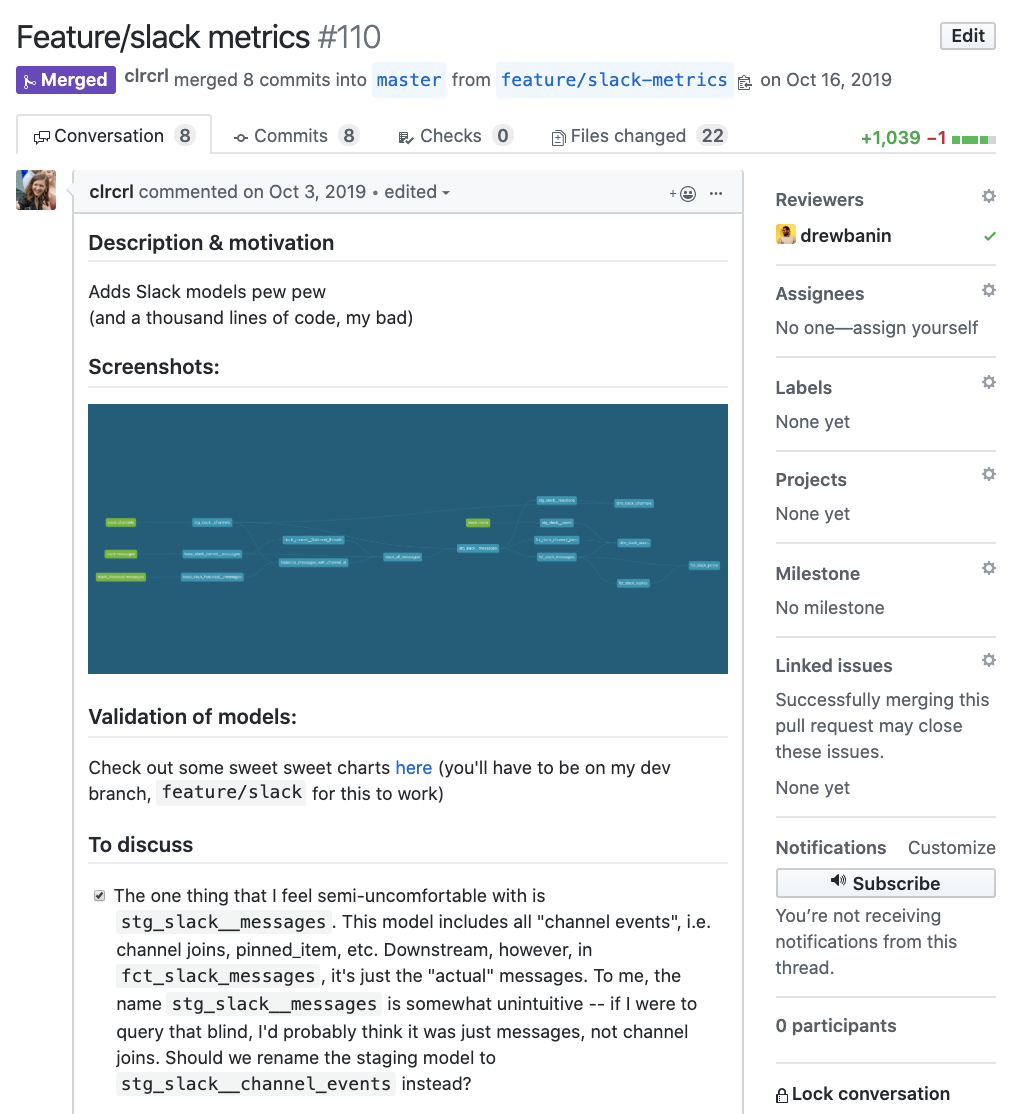 Feature/slack metrics #110
Edit
Merged clrcrl merged 8 commits into master from feature/slack-metrics on Oct 16, 2019
Conversation 8 Commits 8 Checks 0 Files changed 22
+1,039 −1
clrcrl commented on Oct 3, 2019 • edited
Description & motivation
Adds Slack models pew pew
(and a thousand lines of code, my bad)
Screenshots:
Validation of models:
Check out some sweet sweet charts here (you'll have to be on my dev
branch, feature/slack for this to work)
To discuss
The one thing that I feel semi-uncomfortable with is
stg_slack__messages. This model includes all "channel events", i.e.
channel joins, pinned_item, etc. Downstream, however, in
fct_slack_messages, it's just the "actual" messages. To me, the
name stg_slack__messages is somewhat unintuitive -- if I were to
query that blind, I'd probably think it was just messages, not channel
joins. Should we rename the staging model to
stg_slack__channel_events instead?
Reviewers
drewbanin
Assignees
No one—assign yourself
Labels
None yet
Projects
None yet
Milestone
No milestone
Linked issues
Successfully merging this
pull request may close
these issues.
None yet
Notifications Customize
Subscribe
You’re not receiving
notifications from this
thread.
0 participants
Lock conversation